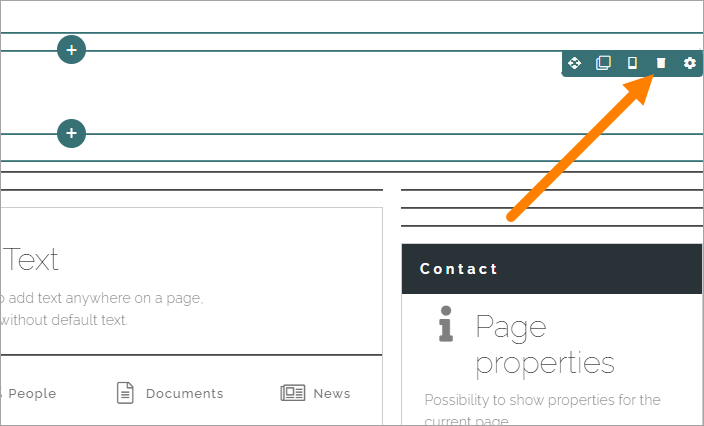 Text
add text anywhere on a page,
without default text.
People
Documents
News
Contact
Page
properties
Possibility to show properties for the
current page